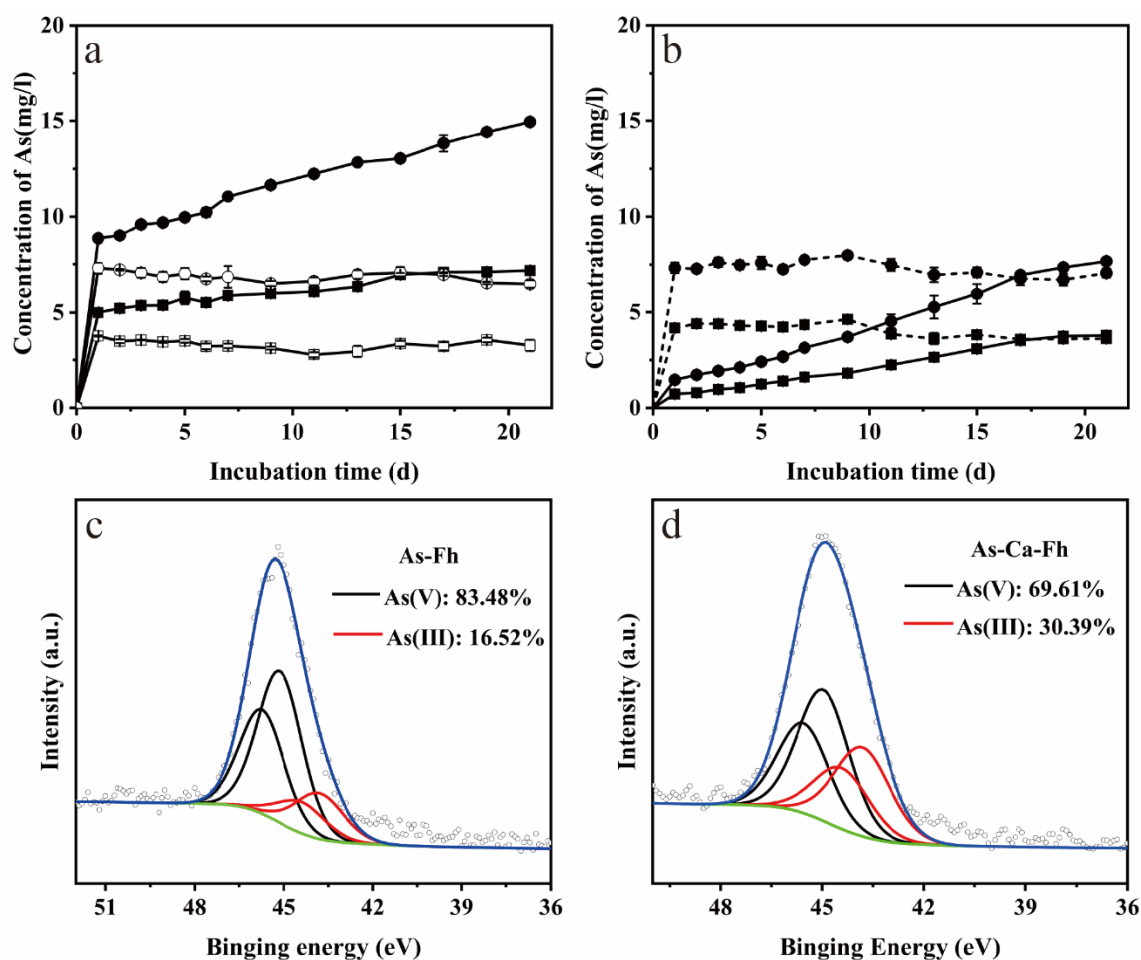 a
Concentration of As(mg/l)
20
15
10
5
0
0 5 10 15 20
Incubation time (d)
b
Concentration of As(mg/l)
20
15
10
5
0
0 5 10 15 20
Incubation time (d)
c
As-Fh
As(V): 83.48%
As(III): 16.52%
Intensity (a.u.)
51 48 45 42 39 36
Binging energy (eV)
d
As-Ca-Fh
As(V): 69.61%
As(III): 30.39%
Intensity (a.u.)
48 45 42 39 36
Binging Energy (eV)